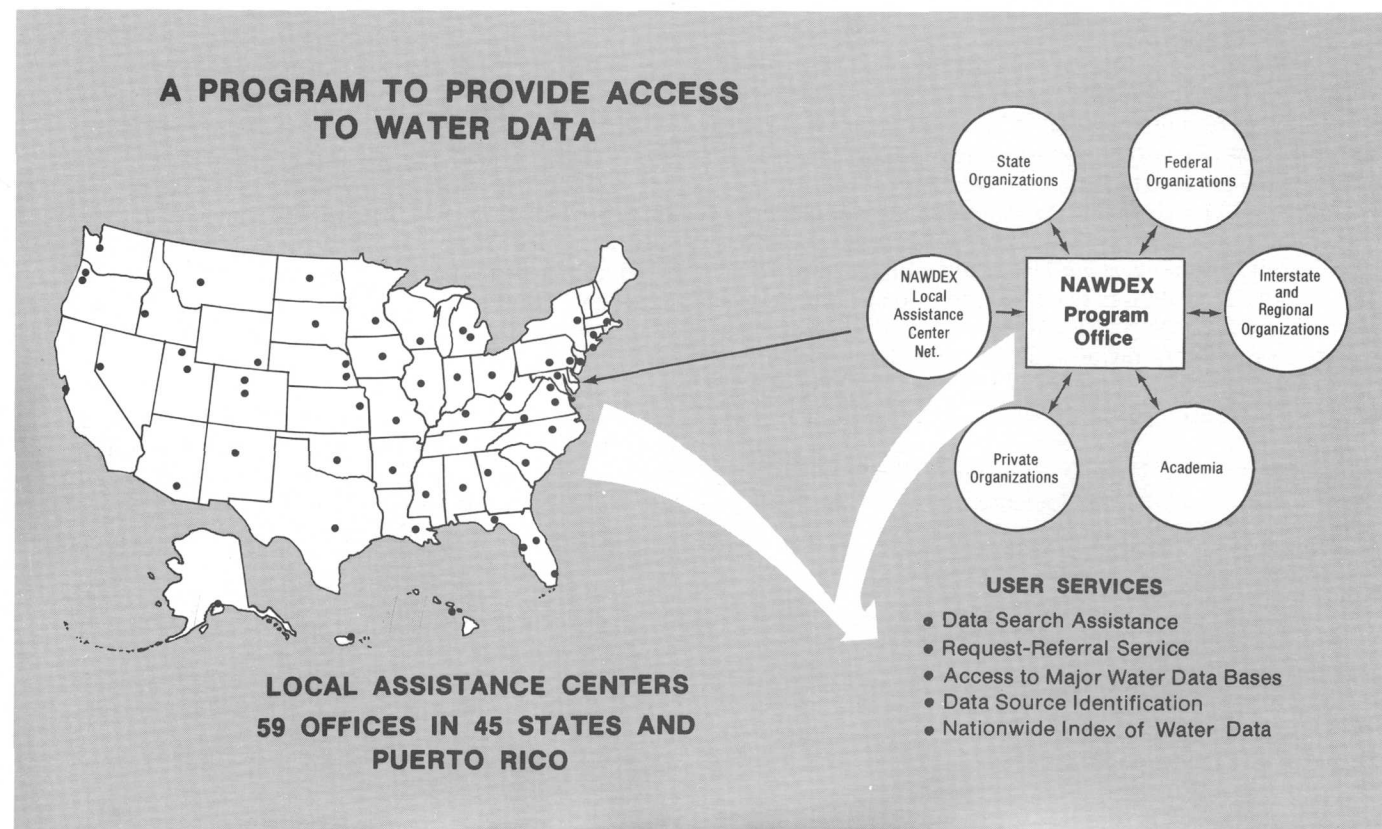 A PROGRAM TO PROVIDE ACCESS
TO WATER DATA
State
Organizations
Federal
Organizations
NAWDEX
Local
Assistance
Center
Net.
NAWDEX
Program
Office
Interstate
and
Regional
Organizations
Private
Organizations
Academia
LOCAL ASSISTANCE CENTERS
59 OFFICES IN 45 STATES AND
PUERTO RICO
USER SERVICES
• Data Search Assistance
• Request-Referral Service
• Access to Major Water Data Bases
• Data Source Identification
• Nationwide Index of Water Data